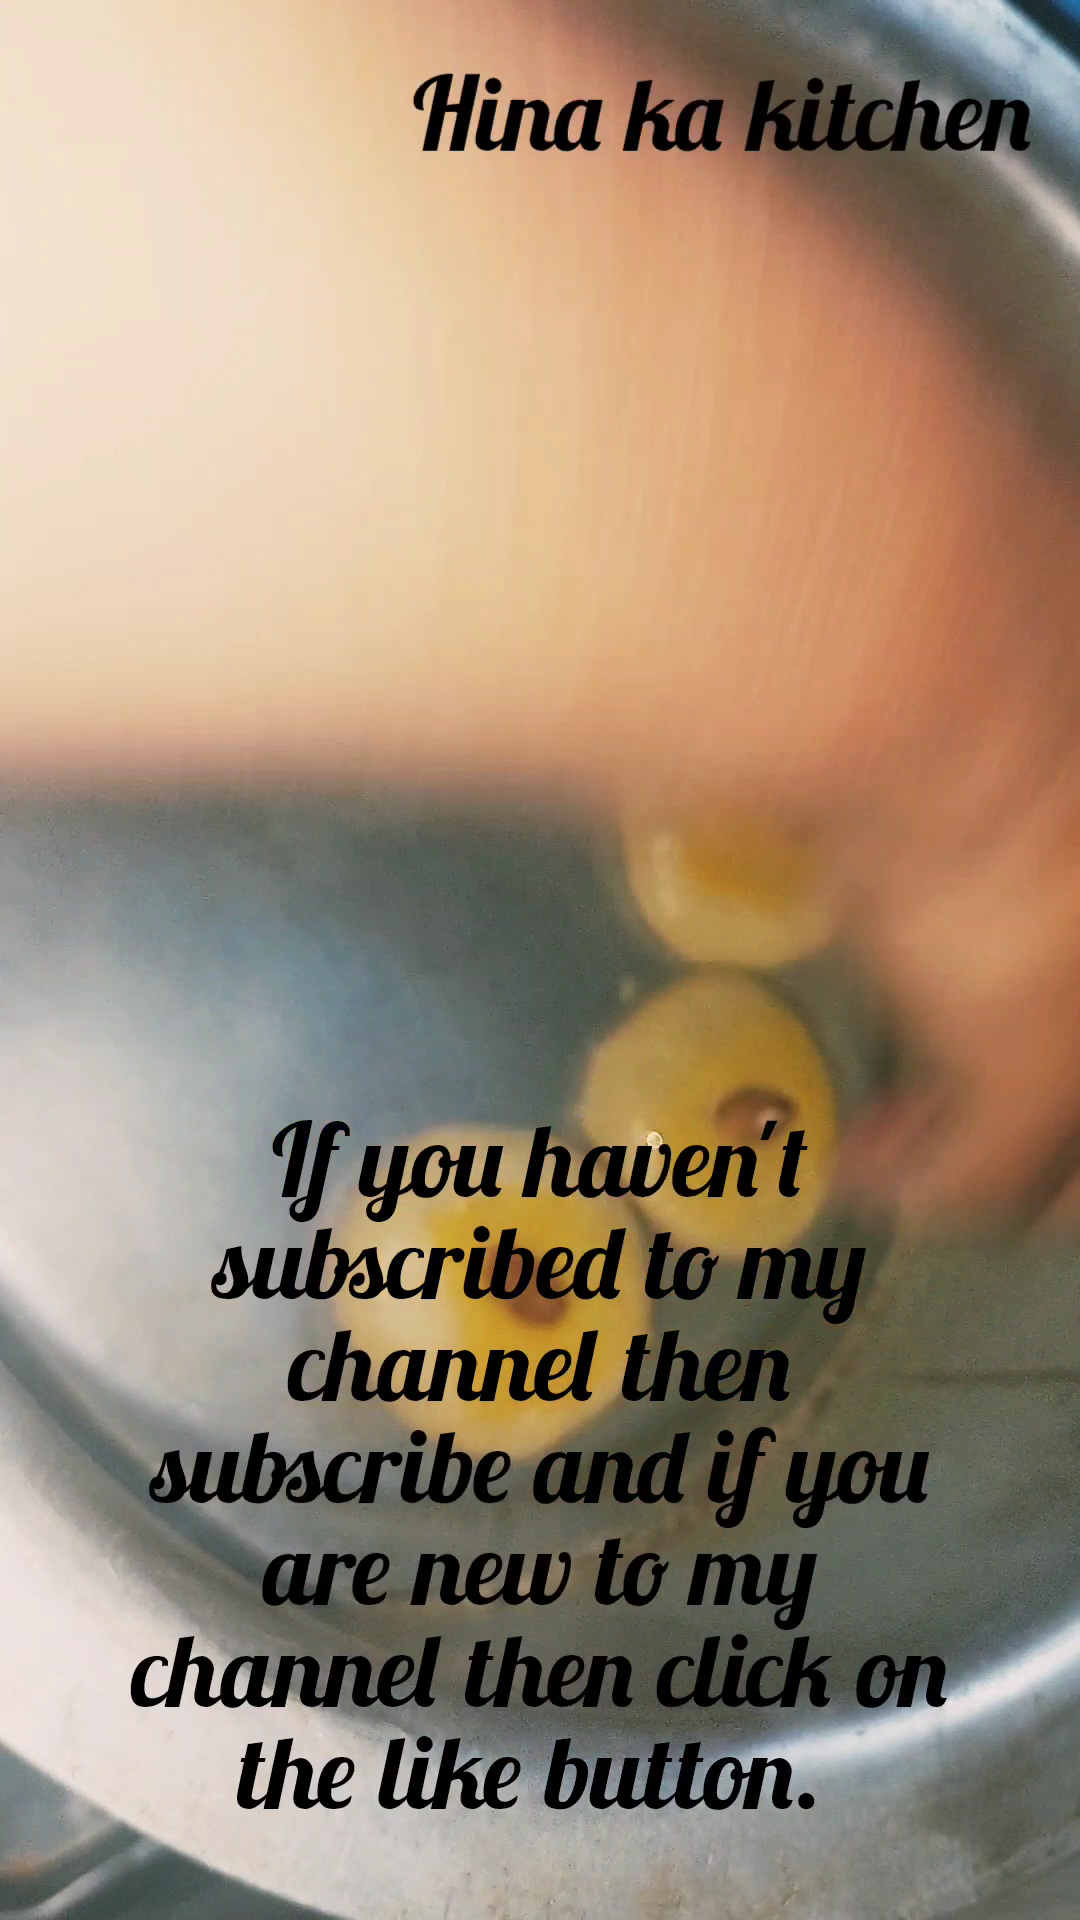 Hina ka kitchen
If you haven't
subscribed to my
channel then
subscribe and if you
are new to my
channel then click on
the like button.